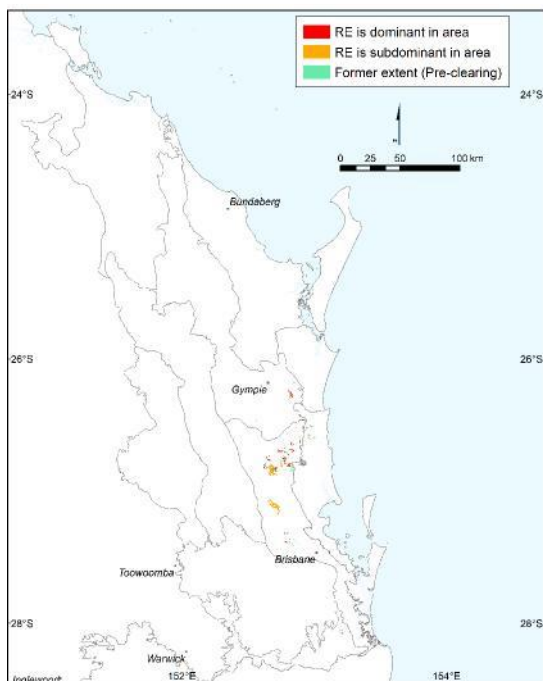 RE is dominant in area
RE is subdominant in area
Former extent (Pre-clearing)
24°S
24°S
0 25 50 100 km
Bundaberg
26°S
26°S
Gympie
Brisbane
Toowoomba
28°S
28°S
Warwick
152°E
154°E